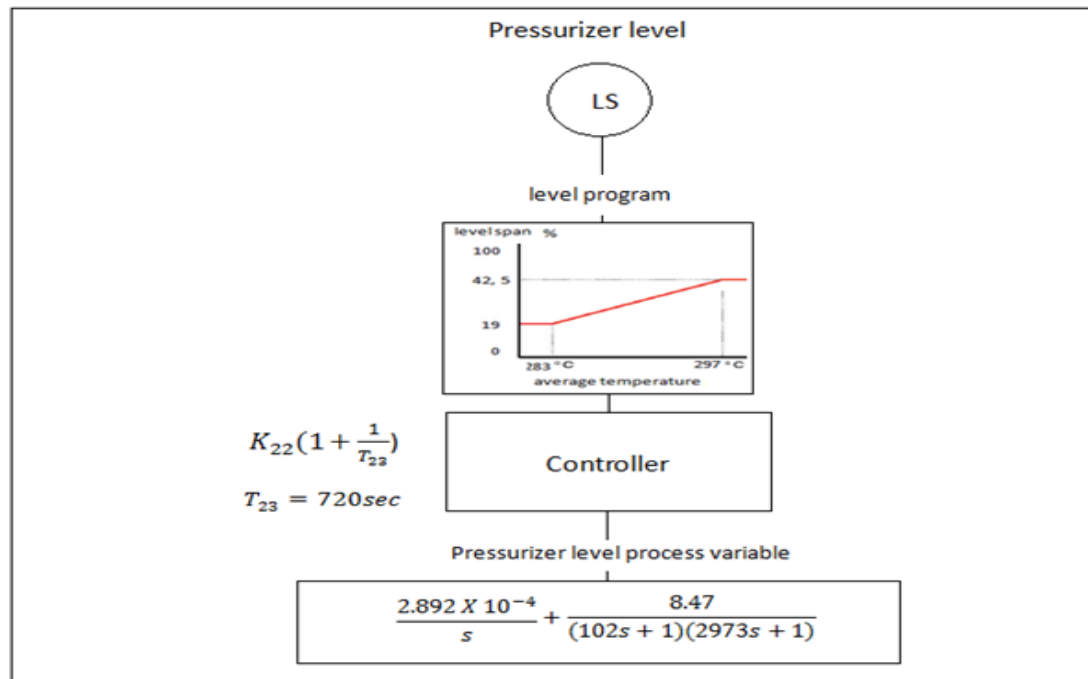 Pressurizer level
LS
level program
level span %
100
42, 5
19
0
283 °C 297 °C
average temperature
K₂₂(1 + 1/T₂₃)
T₂₃ = 720sec
Controller
Pressurizer level process variable
2.892 X 10⁻⁴/s + 8.47/(102s + 1)(2973s + 1)